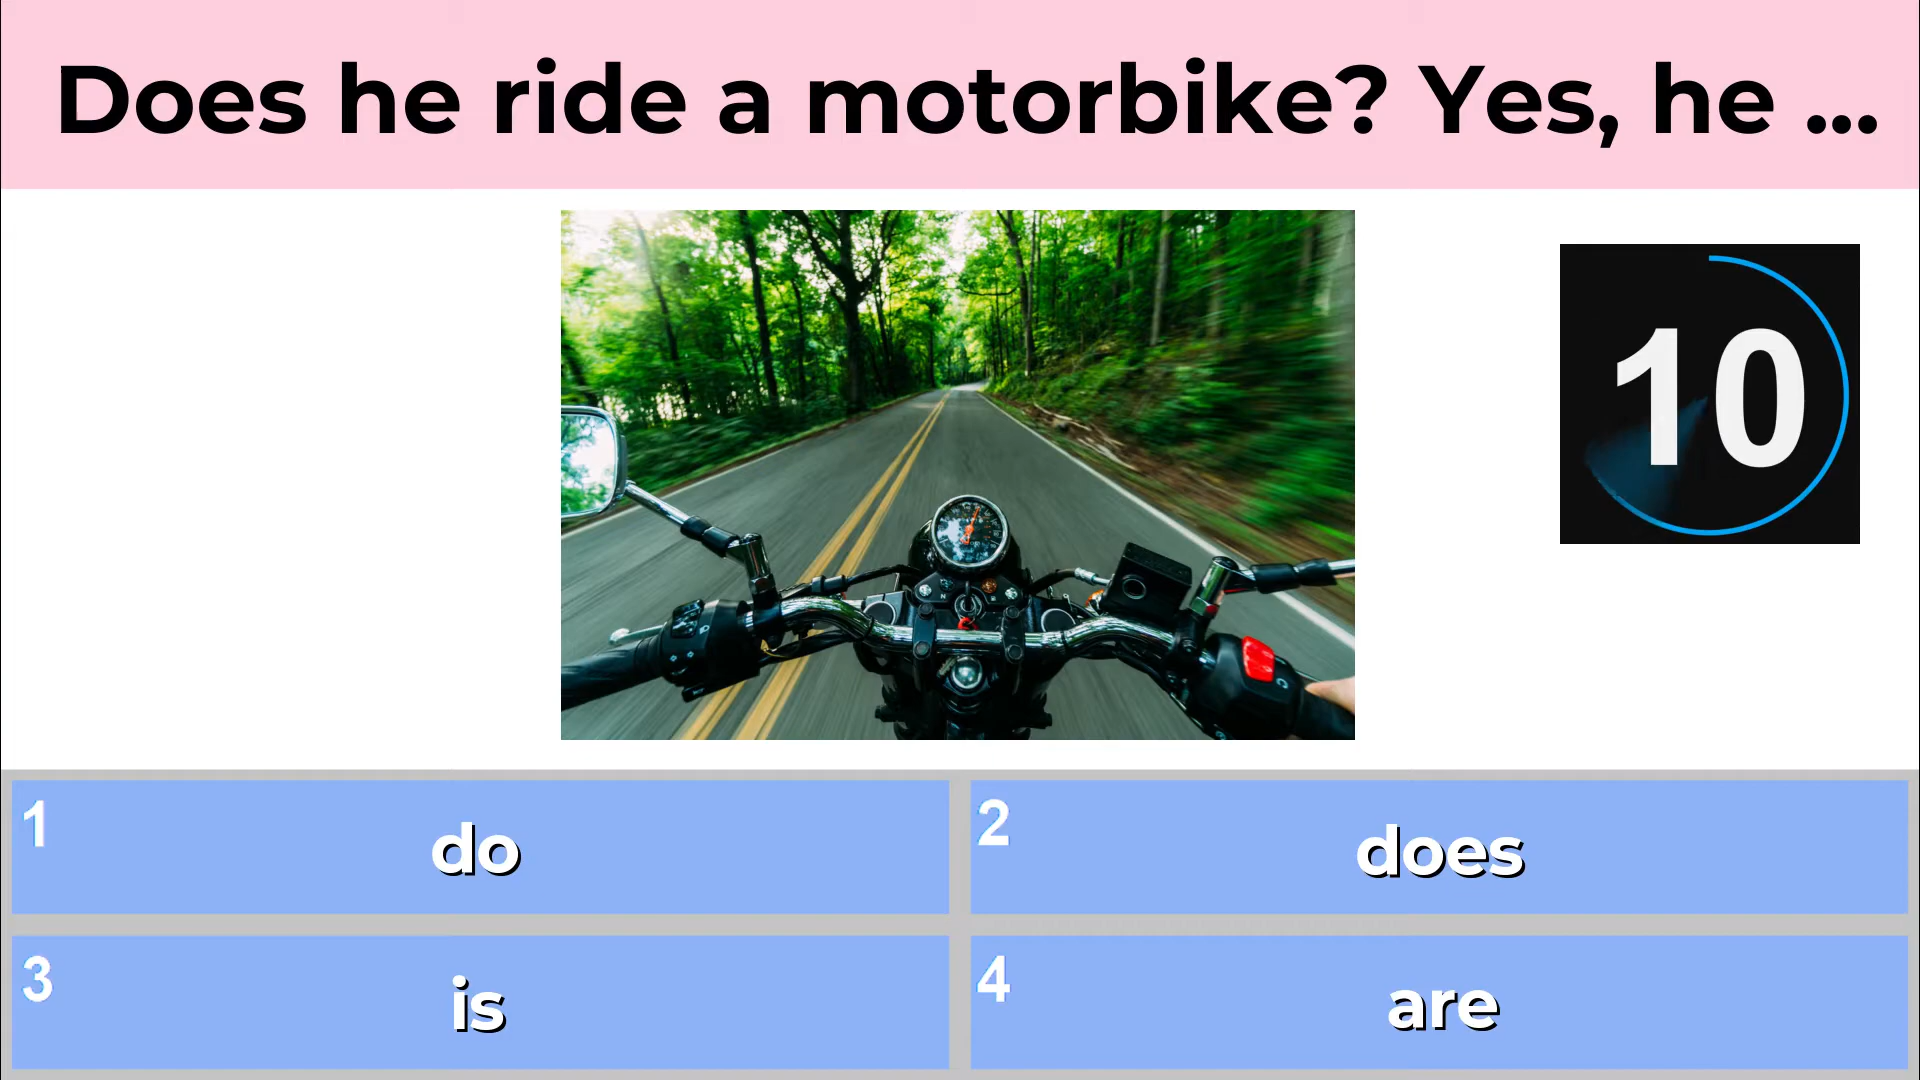 Does he ride a motorbike? Yes, he ...
10
1 do
2 does
3 is
4 are